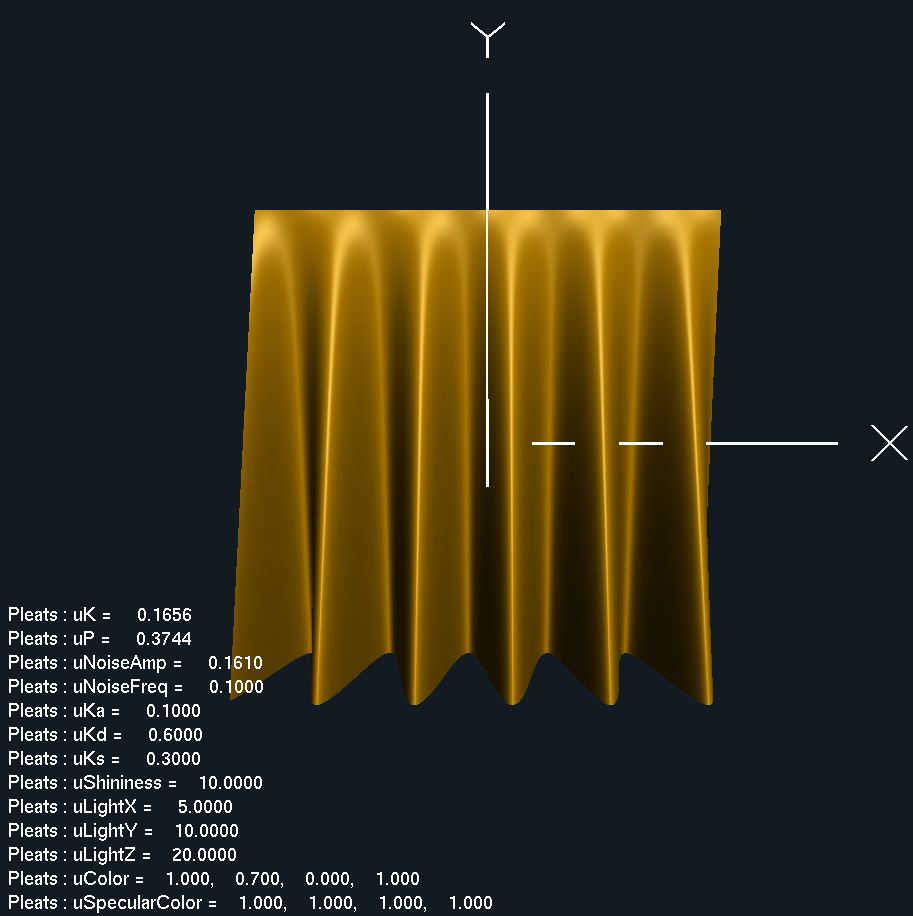 Y
X
Pleats : uK = 0.1656
Pleats : uP = 0.3744
Pleats : uNoiseAmp = 0.1610
Pleats : uNoiseFreq = 0.1000
Pleats : uKa = 0.1000
Pleats : uKd = 0.6000
Pleats : uKs = 0.3000
Pleats : uShininess = 10.0000
Pleats : uLightX = 5.0000
Pleats : uLightY = 10.0000
Pleats : uLightZ = 20.0000
Pleats : uColor = 1.000, 0.700, 0.000, 1.000
Pleats : uSpecularColor = 1.000, 1.000, 1.000, 1.000